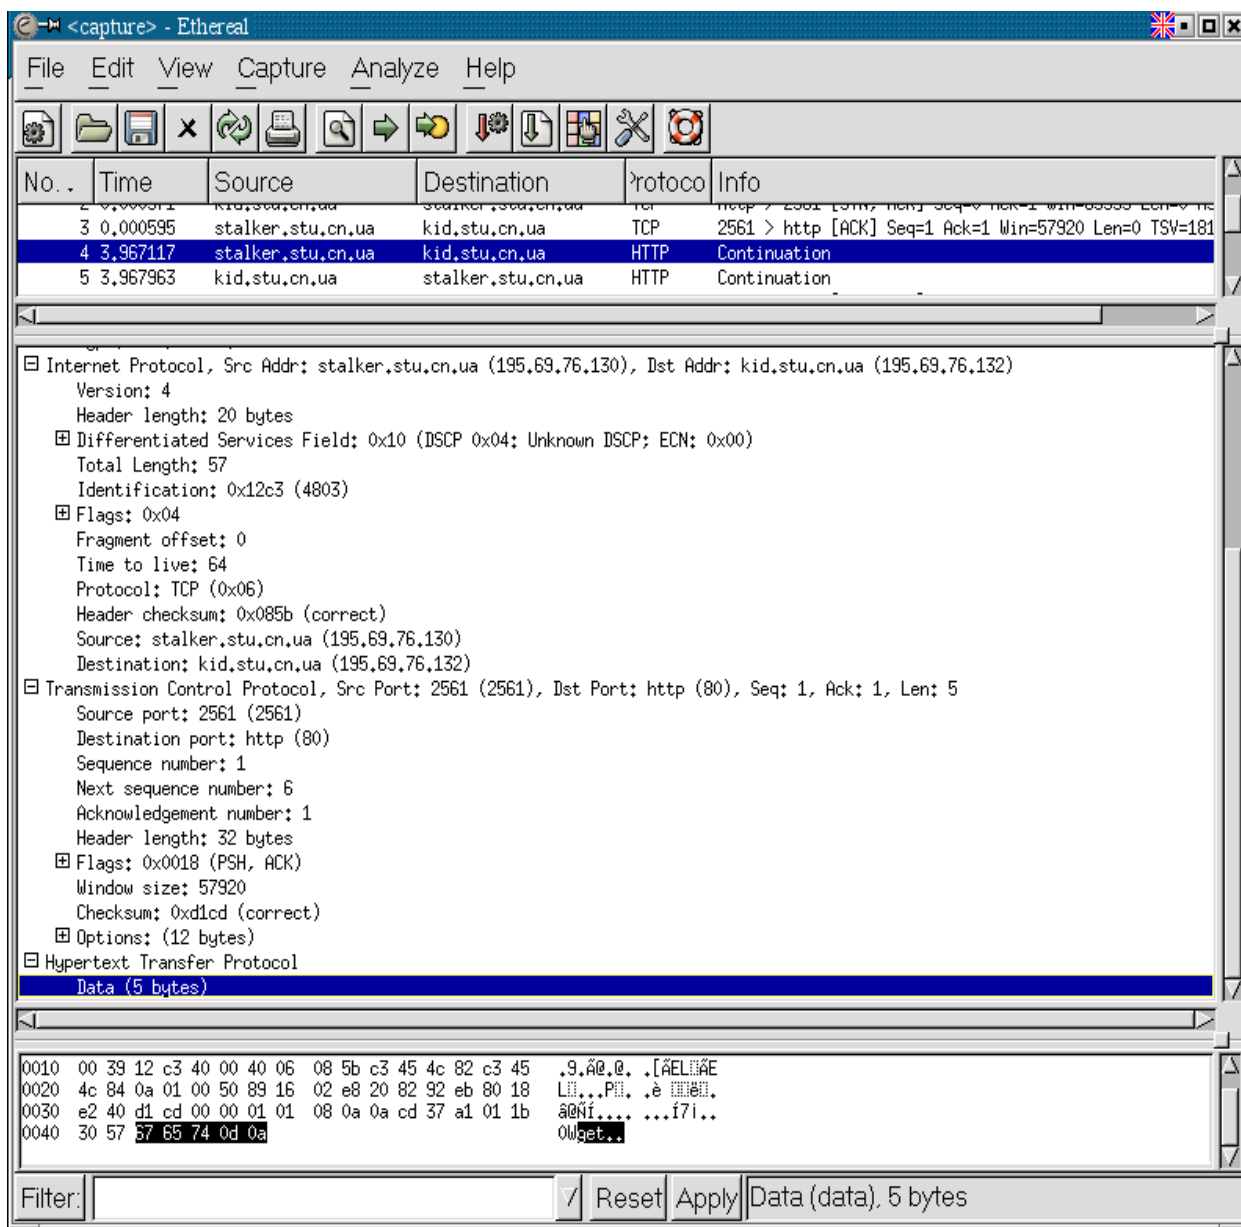 <capture> - Ethereal
File Edit View Capture Analyze Help
No. . Time Source Destination Protoco Info
3 0.000595 stalker.stu.cn.ua kid.stu.cn.ua TCP 2561 > http [ACK] Seq=1 Ack=1 Win=57920 Len=0 TSV=181
4 3.967117 stalker.stu.cn.ua kid.stu.cn.ua HTTP Continuation
5 3.967963 kid.stu.cn.ua stalker.stu.cn.ua HTTP Continuation
Internet Protocol, Src Addr: stalker.stu.cn.ua (195.69.76.130), Dst Addr: kid.stu.cn.ua (195.69.76.132)
Version: 4
Header length: 20 bytes
Differentiated Services Field: 0x10 (DSCP 0x04: Unknown DSCP; ECN: 0x00)
Total Length: 57
Identification: 0x12c3 (4803)
Flags: 0x04
Fragment offset: 0
Time to live: 64
Protocol: TCP (0x06)
Header checksum: 0x085b (correct)
Source: stalker.stu.cn.ua (195.69.76.130)
Destination: kid.stu.cn.ua (195.69.76.132)
Transmission Control Protocol, Src Port: 2561 (2561), Dst Port: http (80), Seq: 1, Ack: 1, Len: 5
Source port: 2561 (2561)
Destination port: http (80)
Sequence number: 1
Next sequence number: 6
Acknowledgement number: 1
Header length: 32 bytes
Flags: 0x0018 (PSH, ACK)
Window size: 57920
Checksum: 0xd1cd (correct)
Options: (12 bytes)
Hypertext Transfer Protocol
Data (5 bytes)
0010 00 39 12 c3 40 00 40 06 08 5b c3 45 4c 82 c3 45 .9.Ã@.@. .[ÃEL ÃE
0020 4c 84 0a 01 00 50 89 16 02 e8 20 82 92 eb 80 18 L ...P . .è ë .
0030 e2 40 d1 cd 00 00 01 01 08 0a 0a cd 37 a1 01 1b â@ÑÍ.... ...Í7¡..
0040 30 57 67 65 74 0d 0a 0Wget..
Filter: Reset Apply Data (data), 5 bytes